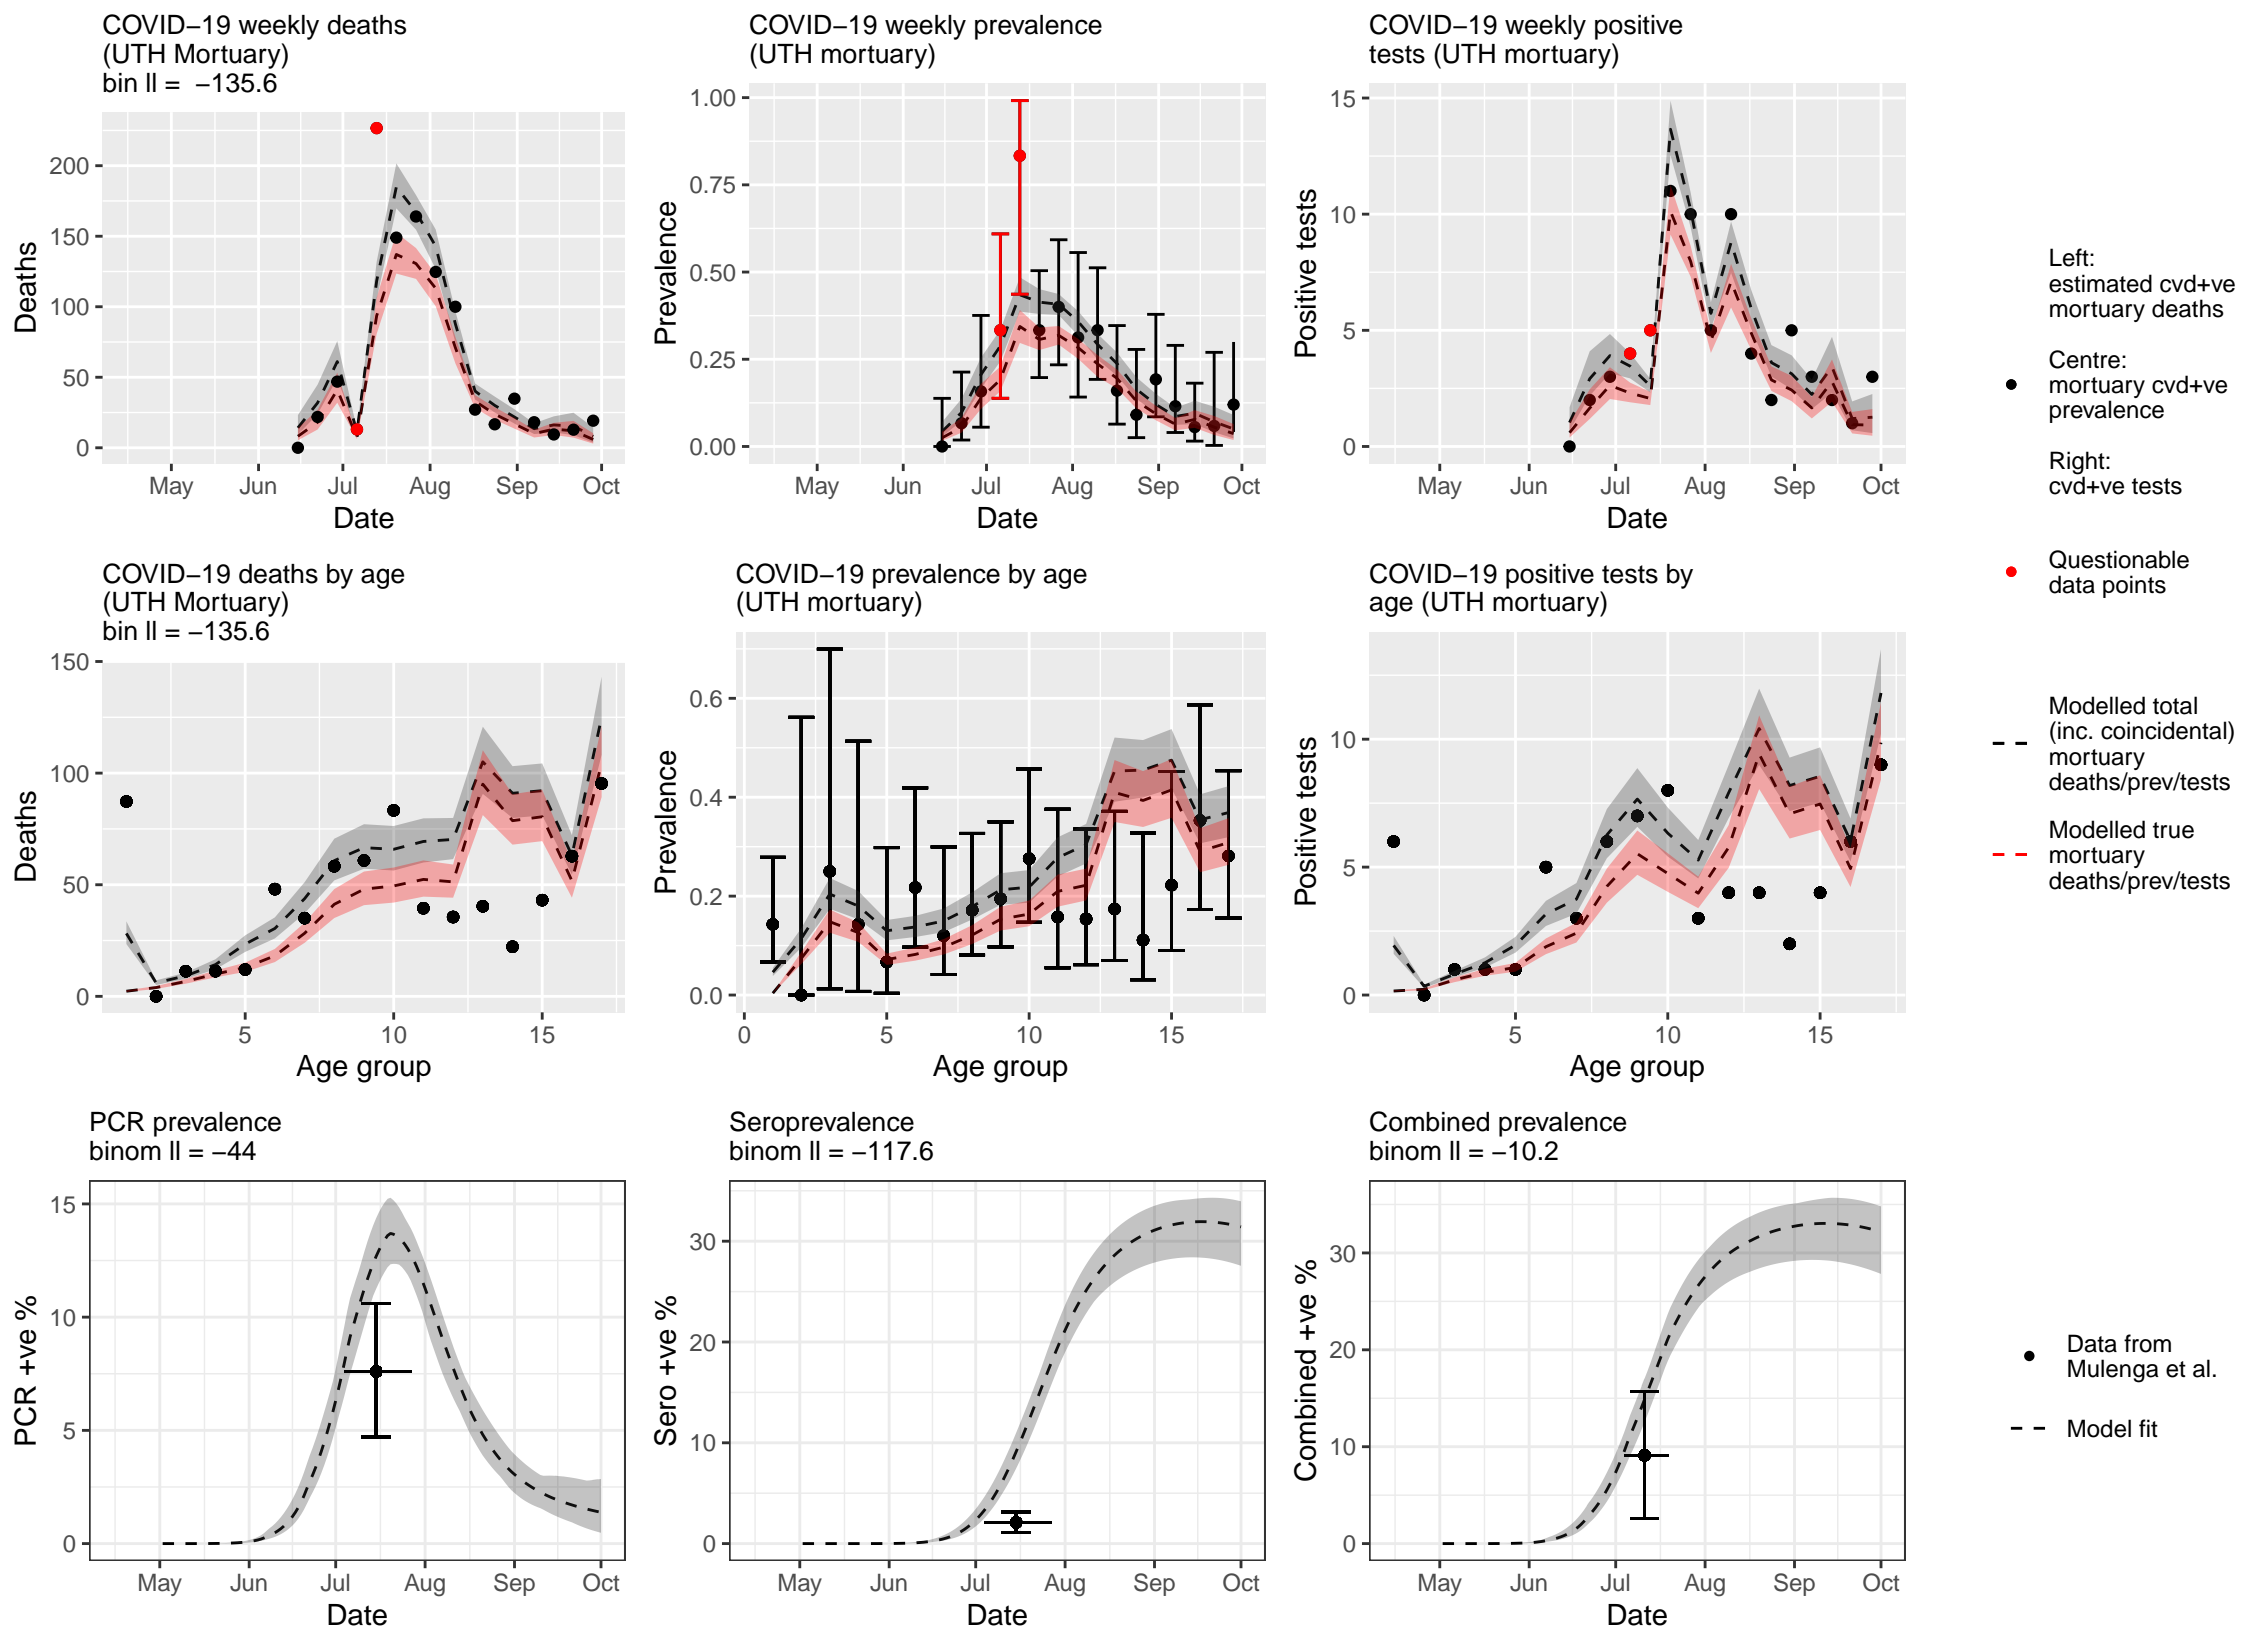 COVID−19 weekly deaths
(UTH Mortuary)
bin ll =  −135.6
Deaths
200
150
100
50
0
May Jun Jul Aug Sep Oct
Date
COVID−19 weekly prevalence
(UTH mortuary)
Prevalence
1.00
0.75
0.50
0.25
0.00
May Jun Jul Aug Sep Oct
Date
COVID−19 weekly positive
tests (UTH mortuary)
Positive tests
15
10
5
0
May Jun Jul Aug Sep Oct
Date
Left:
estimated cvd+ve
mortuary deaths
Centre:
mortuary cvd+ve
prevalence
Right:
cvd+ve tests
Questionable
data points
COVID−19 deaths by age
(UTH Mortuary)
bin ll = −135.6
Deaths
150
100
50
0
5 10 15
Age group
COVID−19 prevalence by age
(UTH mortuary)
Prevalence
0.6
0.4
0.2
0.0
0 5 10 15
Age group
COVID−19 positive tests by
age (UTH mortuary)
Positive tests
10
5
0
5 10 15
Age group
Modelled total
(inc. coincidental)
mortuary
deaths/prev/tests
Modelled true
mortuary
deaths/prev/tests
PCR prevalence
binom ll = −44
PCR +ve %
15
10
5
0
May Jun Jul Aug Sep Oct
Date
Seroprevalence
binom ll = −117.6
Sero +ve %
30
20
10
0
May Jun Jul Aug Sep Oct
Date
Combined prevalence
binom ll = −10.2
Combined +ve %
30
20
10
0
May Jun Jul Aug Sep Oct
Date
Data from
Mulenga et al.
Model fit